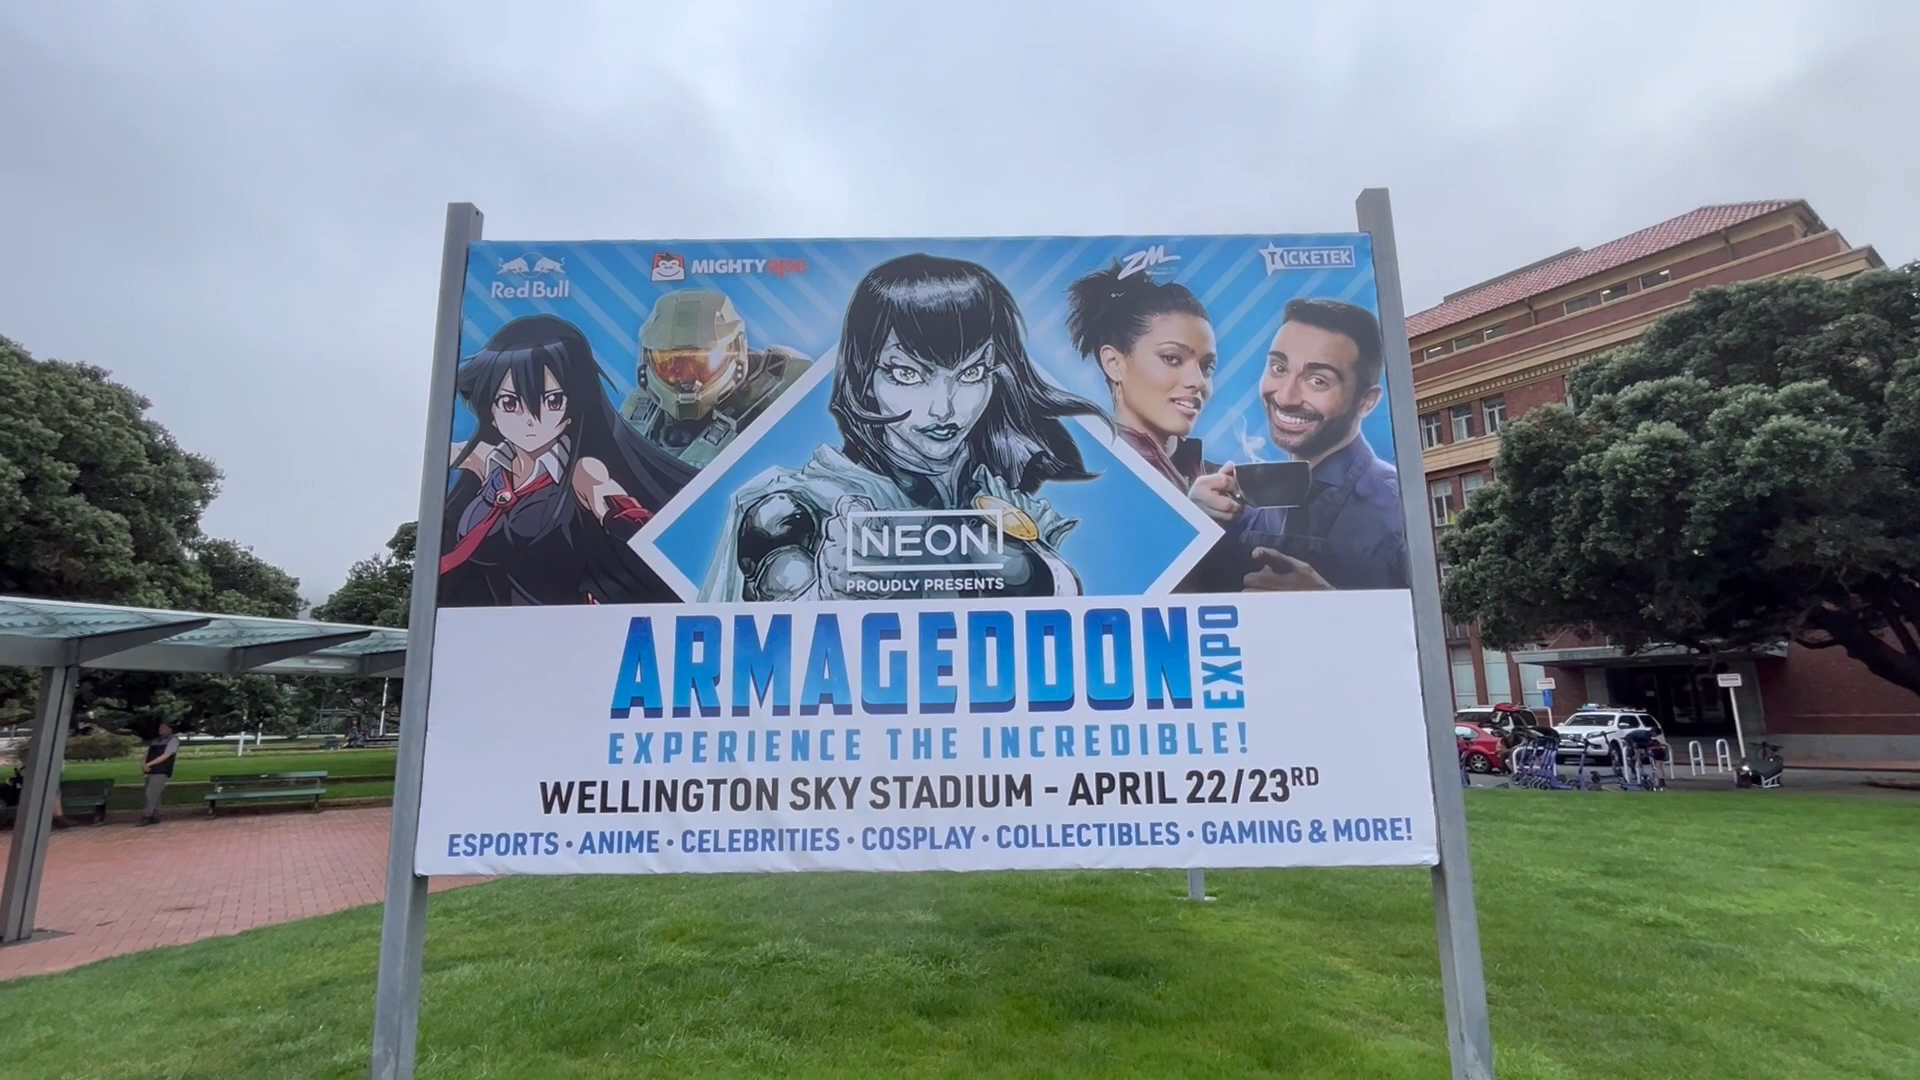 Red Bull
MIGHTY ape
ZM
TICKETEK
NEON
PROUDLY PRESENTS
ARMAGEDDON
EXPO
EXPERIENCE THE INCREDIBLE!
WELLINGTON SKY STADIUM - APRIL 22/23RD
ESPORTS · ANIME · CELEBRITIES · COSPLAY · COLLECTIBLES · GAMING & MORE!